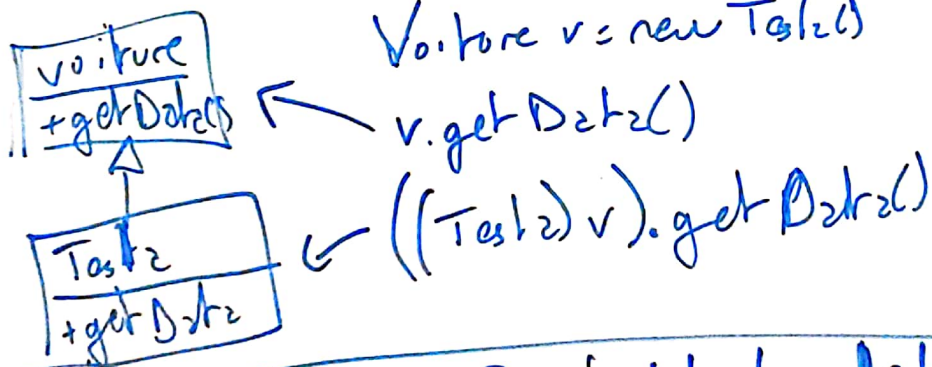 Voiture v = new Tesla()
voiture
+getData()
v.getData()
((Tesla) v).getData()
Tesla
+getData